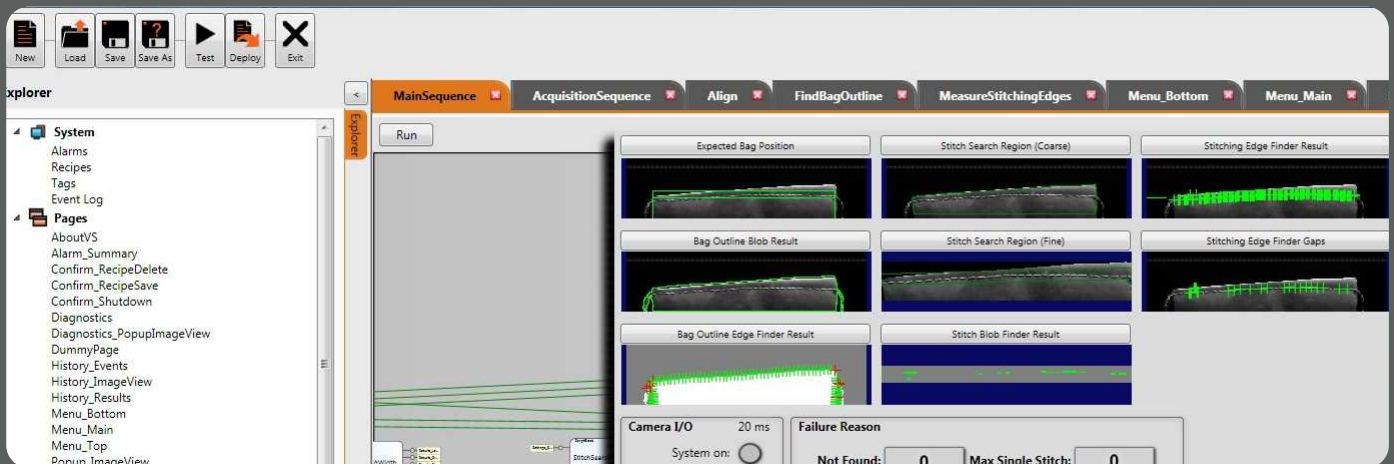 New Load Save Save As Test Deploy Exit
xplorer
<
MainSequence AcquisitionSequence Align FindBagOutline MeasureStitchingEdges Menu_Bottom Menu_Main
Explorer
Run
System
Alarms
Recipes
Tags
Event Log
Pages
AboutVS
Alarm_Summary
Confirm_RecipeDelete
Confirm_RecipeSave
Confirm_Shutdown
Diagnostics
Diagnostics_PopupImageView
DummyPage
History_Events
History_ImageView
History_Results
Menu_Bottom
Menu_Main
Menu_Top
Popup_ImageView
Expected Bag Position Stitch Search Region (Coarse) Stitching Edge Finder Result
Bag Outline Blob Result Stitch Search Region (Fine) Stitching Edge Finder Gaps
Bag Outline Edge Finder Result Stitch Blob Finder Result
Camera I/O 20 ms Failure Reason
System on: Not Found: 0 Max Single Stitch: 0